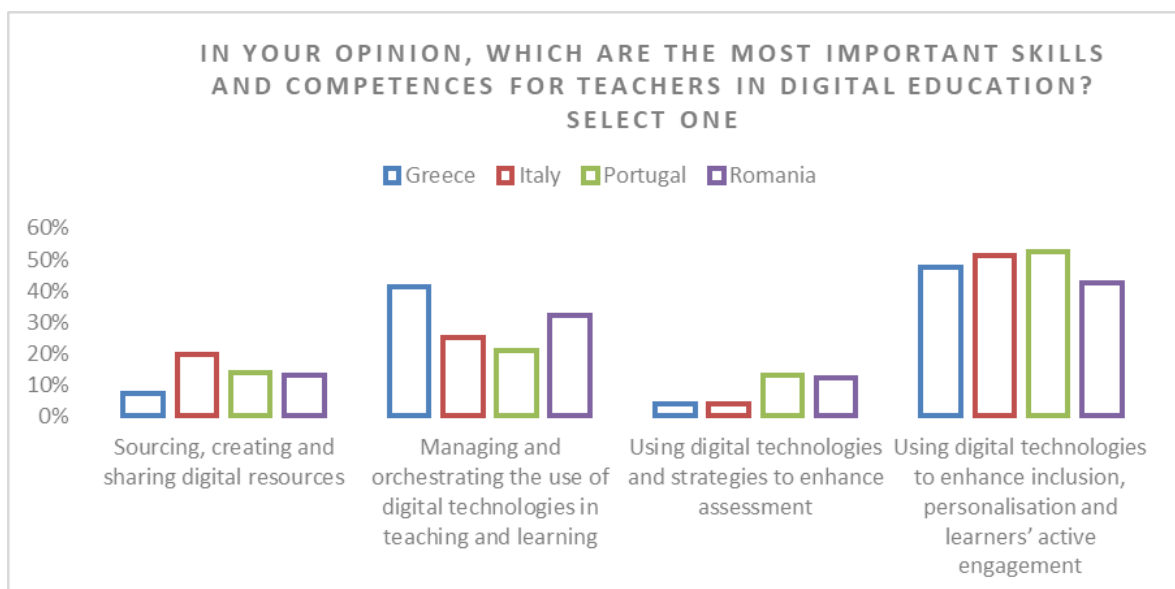 IN YOUR OPINION, WHICH ARE THE MOST IMPORTANT SKILLS
AND COMPETENCES FOR TEACHERS IN DIGITAL EDUCATION?
SELECT ONE
Greece Italy Portugal Romania
60%
50%
40%
30%
20%
10%
0%
Sourcing, creating and
sharing digital resources
Managing and
orchestrating the use of
digital technologies in
teaching and learning
Using digital technologies
and strategies to enhance
assessment
Using digital technologies
to enhance inclusion,
personalisation and
learners’ active
engagement